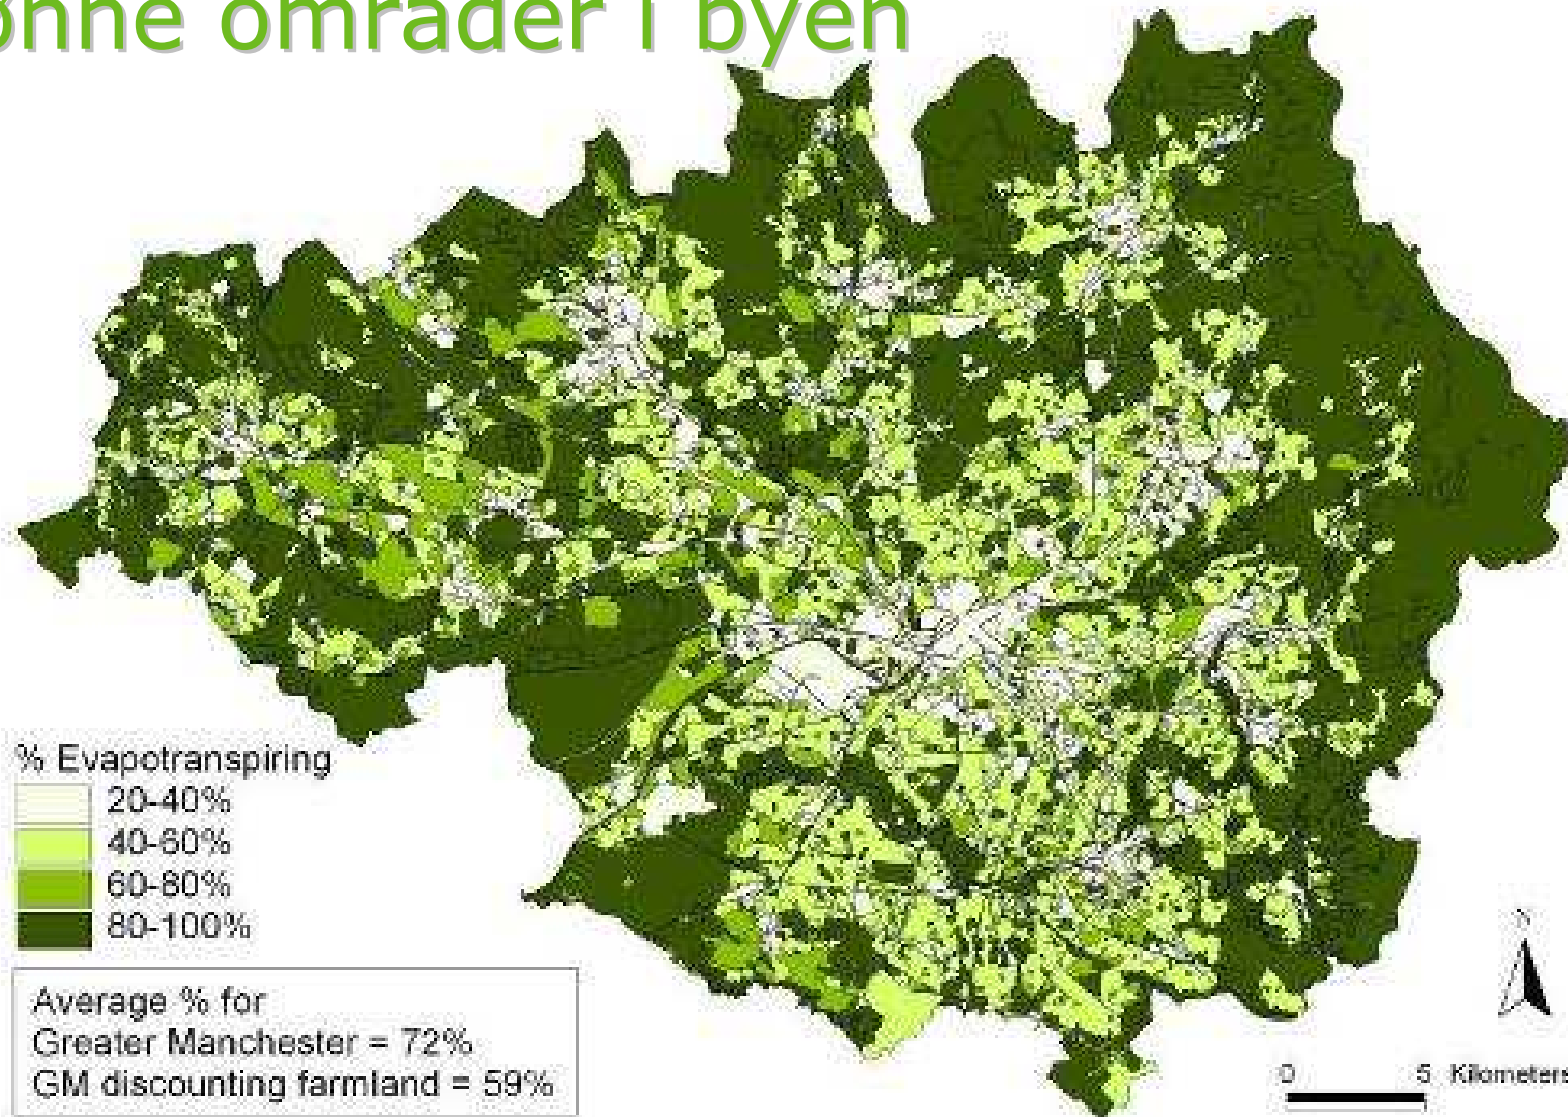 ønne områder i byen
% Evapotranspiring
20-40%
40-60%
60-80%
80-100%
Average % for
Greater Manchester = 72%
GM discounting farmland = 59%
N
0 5 Kilometers